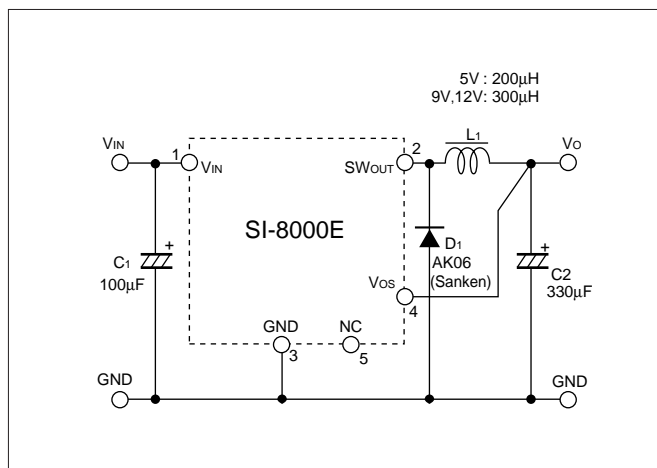 5V : 200μH
9V,12V: 300μH
L1
VIN
1
VIN
2
SWOUT
VO
SI-8000E
C1
+
100μF
D1
AK06
(Sanken)
+
C2
330μF
VOS
4
GND
3
NC
5
GND
GND